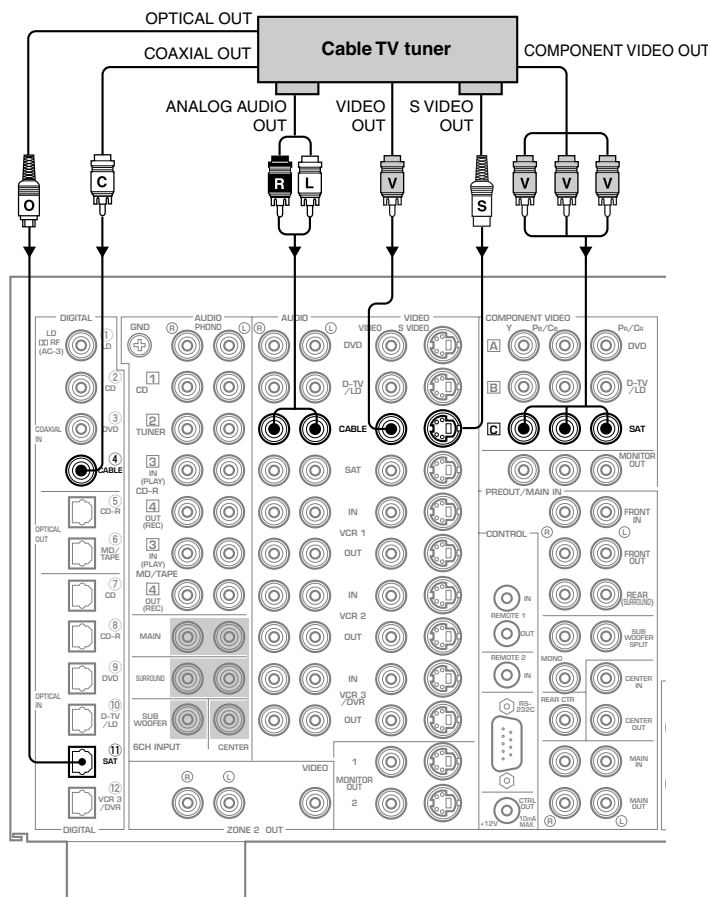 OPTICAL OUT
COAXIAL OUT
Cable TV tuner
COMPONENT VIDEO OUT
ANALOG AUDIO OUT
VIDEO OUT
S VIDEO OUT
O
C
R
L
V
S
V
V
V
DIGITAL
LD
RF
(AC-3)
① LD
② CD
COAXIAL IN
③ DVD
④ CABLE
⑤ CD-R
OPTICAL OUT
⑥ MD/TAPE
⑦ CD
⑧ CD-R
⑨ DVD
OPTICAL IN
⑩ D-TV/LD
⑪ SAT
⑫ VCR 3/DVR
DIGITAL
GND
AUDIO
R PHONO L
1 CD
2 TUNER
3 IN (PLAY)
CD-R
4 OUT (REC)
3 IN (PLAY)
MD/TAPE
4 OUT (REC)
MAIN
SURROUND
SUB WOOFER
6CH INPUT
CENTER
AUDIO
R L
VIDEO
VIDEO S VIDEO
DVD
D-TV/LD
CABLE
SAT
IN
VCR 1
OUT
IN
VCR 2
OUT
IN
VCR 3/DVR
OUT
R L
VIDEO
1
MONITOR OUT
2
ZONE 2 OUT
COMPONENT VIDEO
Y PB/CB PR/CR
A DVD
B D-TV/LD
C SAT
MONITOR OUT
PREOUT/MAIN IN
FRONT IN
R L
FRONT OUT
REAR (SURROUND)
SUB WOOFER SPLIT
MONO
CENTER IN
REAR CTR
CENTER OUT
MAIN IN
MAIN OUT
R L
CONTROL
IN
REMOTE 1
OUT
REMOTE 2
IN
RS-232C
CTRL OUT
+12V
10mA MAX.